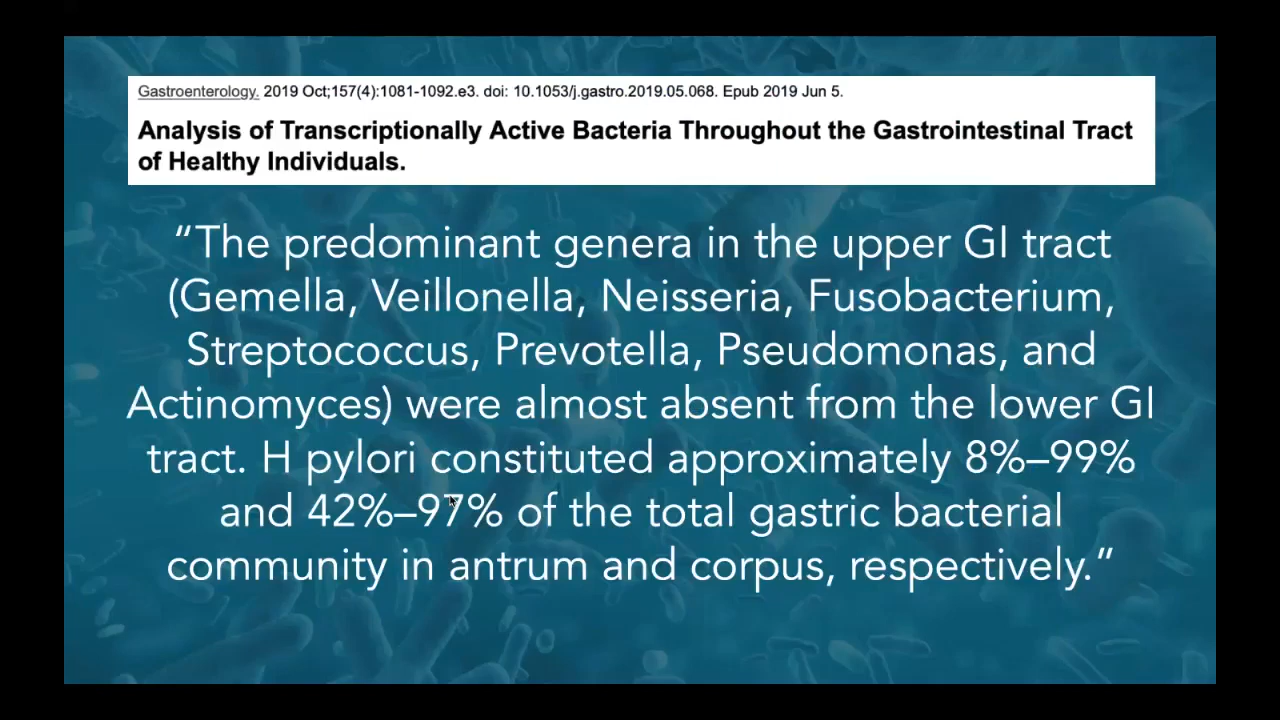 Gastroenterology. 2019 Oct;157(4):1081-1092.e3. doi: 10.1053/j.gastro.2019.05.068. Epub 2019 Jun 5.
Analysis of Transcriptionally Active Bacteria Throughout the Gastrointestinal Tract
of Healthy Individuals.
“The predominant genera in the upper GI tract
(Gemella, Veillonella, Neisseria, Fusobacterium,
Streptococcus, Prevotella, Pseudomonas, and
Actinomyces) were almost absent from the lower GI
tract. H pylori constituted approximately 8%–99%
and 42%–97% of the total gastric bacterial
community in antrum and corpus, respectively.”